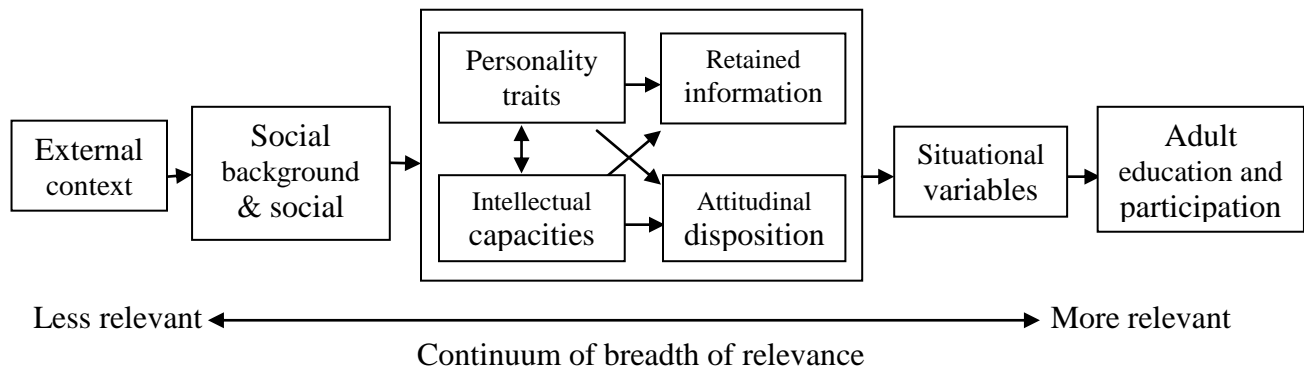 External
context
Social
background
& social
Personality
traits
Retained
information
Intellectual
capacities
Attitudinal
disposition
Situational
variables
Adult
education and
participation
Less relevant
More relevant
Continuum of breadth of relevance